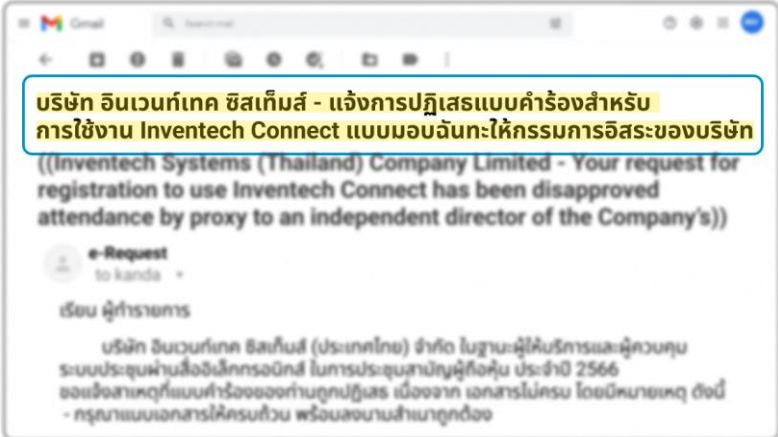 Gmail
Search mail
บริษัท อินเวนท์เทค ซิสเท็มส์ - แจ้งการปฏิเสธแบบคำร้องสำหรับ
การใช้งาน Inventech Connect แบบมอบฉันทะให้กรรมการอิสระของบริษัท
((Inventech Systems (Thailand) Company Limited - Your request for
registration to use Inventech Connect has been disapproved
attendance by proxy to an independent director of the Company's))
e-Request
to kanda
เรียน ผู้ทำรายการ
บริษัท อินเวนท์เทค ซิสเท็มส์ (ประเทศไทย) จำกัด ในฐานะผู้ให้บริการและผู้ควบคุม
ระบบประชุมผ่านสื่ออิเล็กทรอนิกส์ ในการประชุมสามัญผู้ถือหุ้น ประจำปี 2566
ขอแจ้งสาเหตุที่แบบคำร้องของท่านถูกปฏิเสธ เนื่องจาก เอกสารไม่ครบ โดยมีหมายเหตุ ดังนี้
- กรุณาแนบเอกสารให้ครบถ้วน พร้อมลงนามสำเนาถูกต้อง